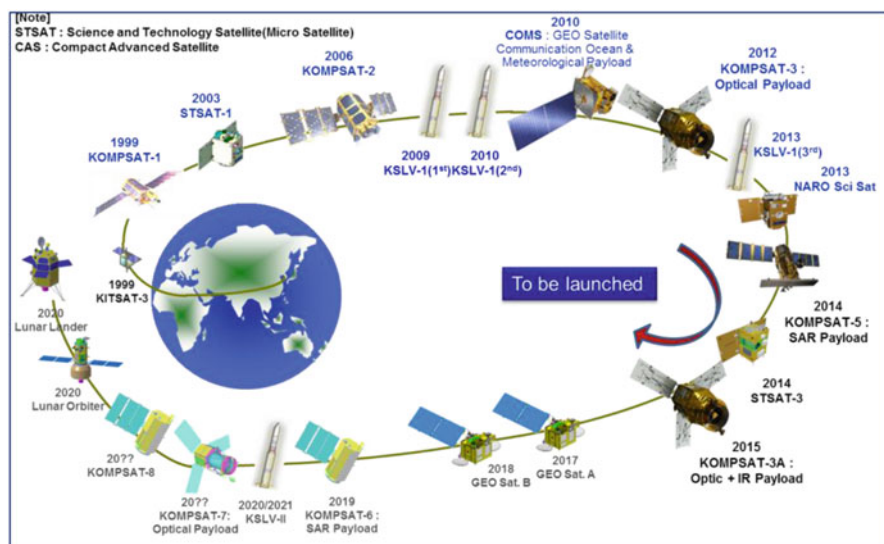 [Note]
STSAT : Science and Technology Satellite(Micro Satellite)
CAS : Compact Advanced Satellite
1999
KITSAT-3
1999
KOMPSAT-1
2003
STSAT-1
2006
KOMPSAT-2
2009
KSLV-1(1st)
2010
KSLV-1(2nd)
2010
COMS : GEO Satellite
Communication Ocean &
Meteorological Payload
2012
KOMPSAT-3 :
Optical Payload
2013
KSLV-1(3rd)
2013
NARO Sci Sat
To be launched
2014
KOMPSAT-5 :
SAR Payload
2014
STSAT-3
2015
KOMPSAT-3A :
Optic + IR Payload
2017
GEO Sat. A
2018
GEO Sat. B
2019
KOMPSAT-6 :
SAR Payload
2020/2021
KSLV-II
20??
KOMPSAT-7:
Optical Payload
20??
KOMPSAT-8
2020
Lunar Orbiter
2020
Lunar Lander